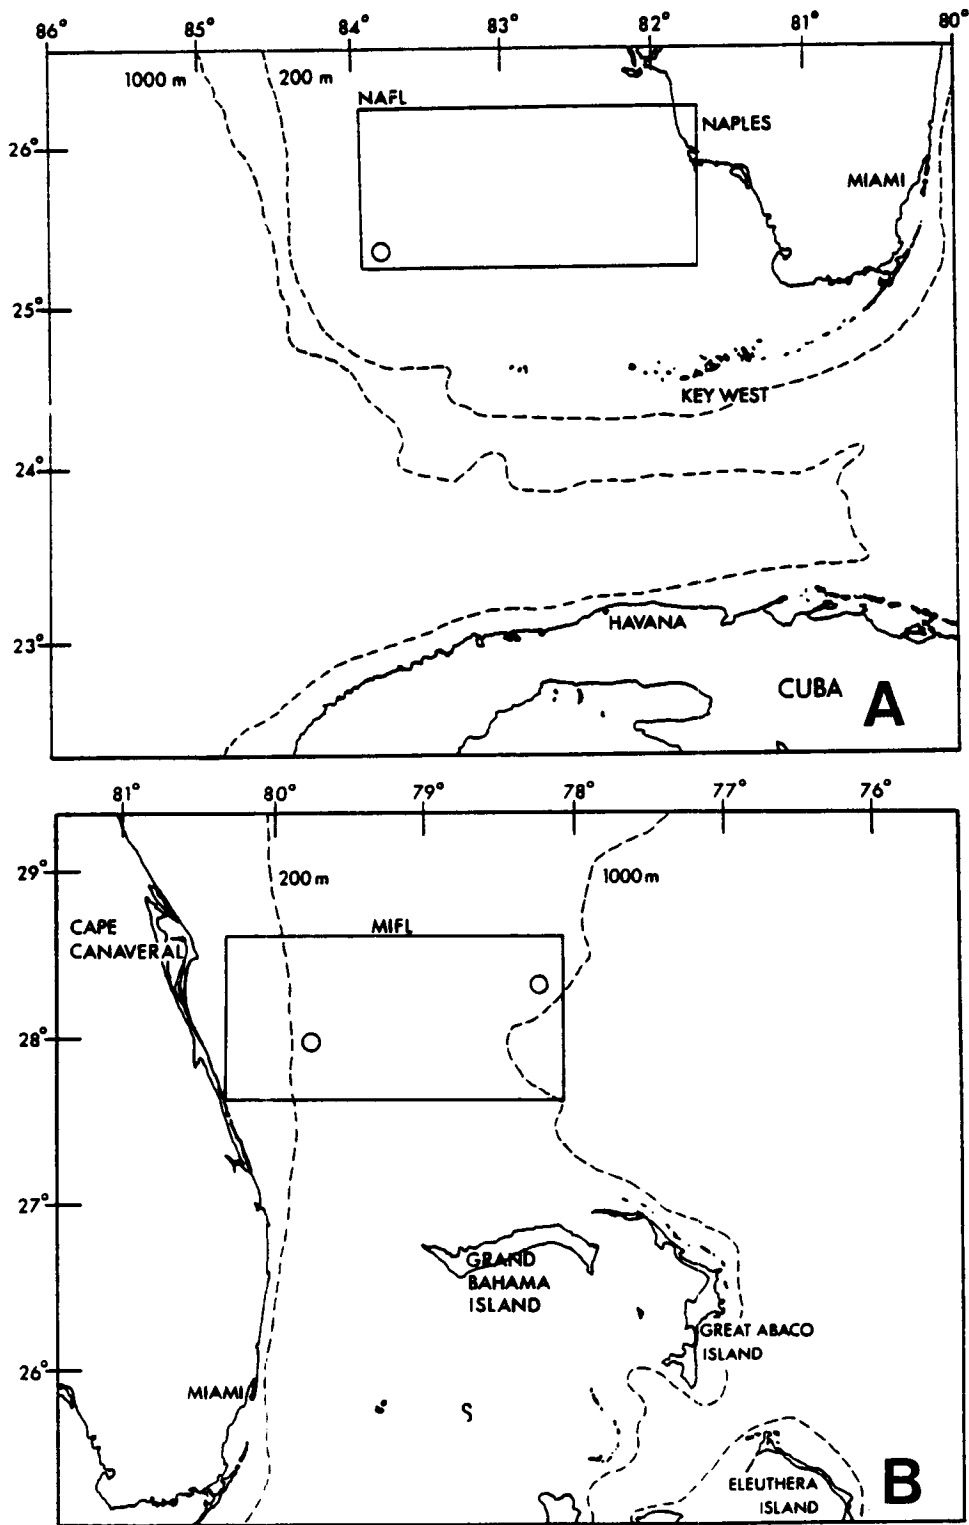 86° 85° 84° 83° 82° 81° 80°
1000 m 200 m
NAFL
NAPLES
26°
MIAMI
25°
KEY WEST
24°
HAVANA
23°
CUBA
A
81° 80° 79° 78° 77° 76°
29°
200 m 1000 m
CAPE
CANAVERAL
MIFL
28°
27°
GRAND
BAHAMA
ISLAND
GREAT ABACO
ISLAND
26°
MIAMI
ELEUTHERA
ISLAND
B